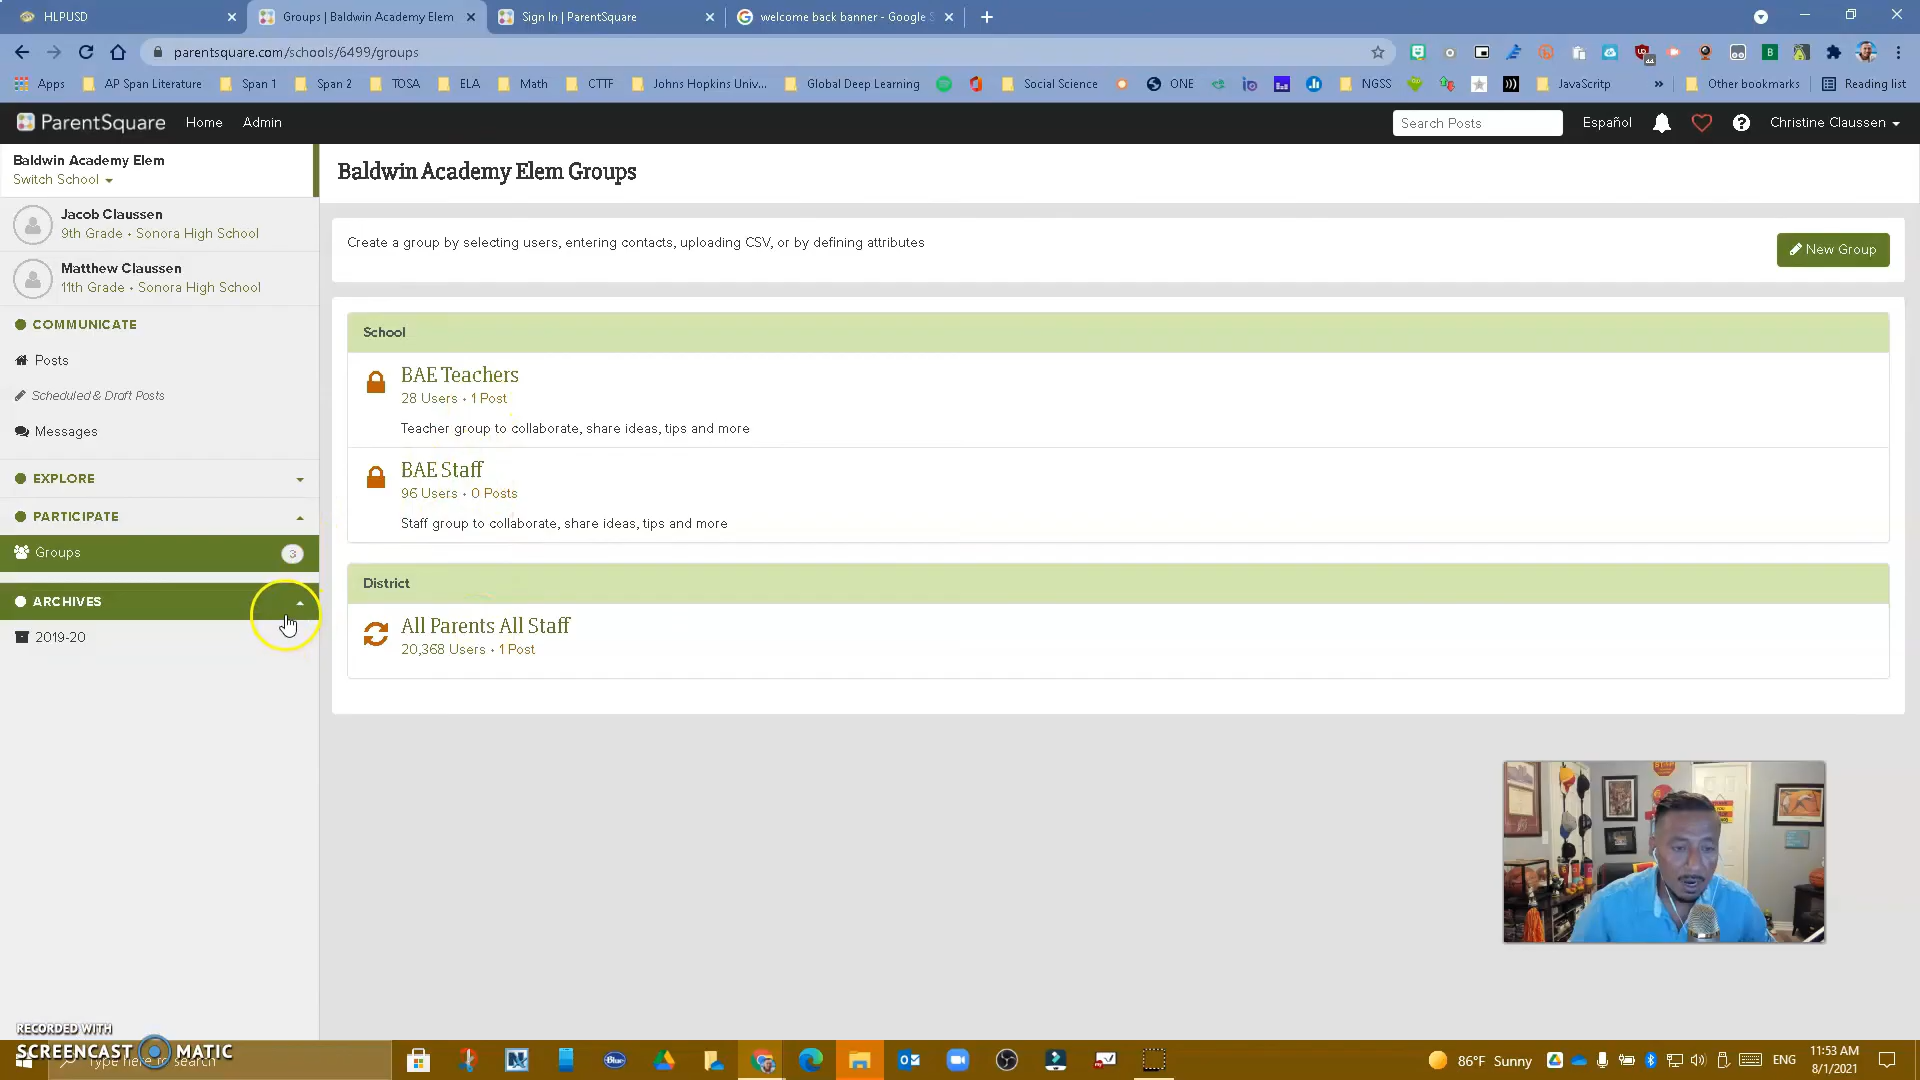 HLPUSD
Groups | Baldwin Academy Elem
Sign In | ParentSquare
welcome back banner - Google S
parentsquare.com/schools/6499/groups
Apps
AP Span Literature
Span 1
Span 2
TOSA
ELA
Math
CTTF
Johns Hopkins Univ...
Global Deep Learning
Social Science
ONE
NGSS
JavaScritp
»
Other bookmarks
Reading list
ParentSquare
Home
Admin
Search Posts
Español
Christine Claussen
Baldwin Academy Elem
Switch School
Jacob Claussen
9th Grade • Sonora High School
Matthew Claussen
11th Grade • Sonora High School
COMMUNICATE
Posts
Scheduled & Draft Posts
Messages
EXPLORE
PARTICIPATE
Groups
3
ARCHIVES
2019-20
Baldwin Academy Elem Groups
Create a group by selecting users, entering contacts, uploading CSV, or by defining attributes
New Group
School
BAE Teachers
28 Users • 1 Post
Teacher group to collaborate, share ideas, tips and more
BAE Staff
96 Users • 0 Posts
Staff group to collaborate, share ideas, tips and more
District
All Parents All Staff
20,368 Users • 1 Post
RECORDED WITH
SCREENCAST MATIC
Type here to search
86°F Sunny
ENG
11:53 AM
8/1/2021